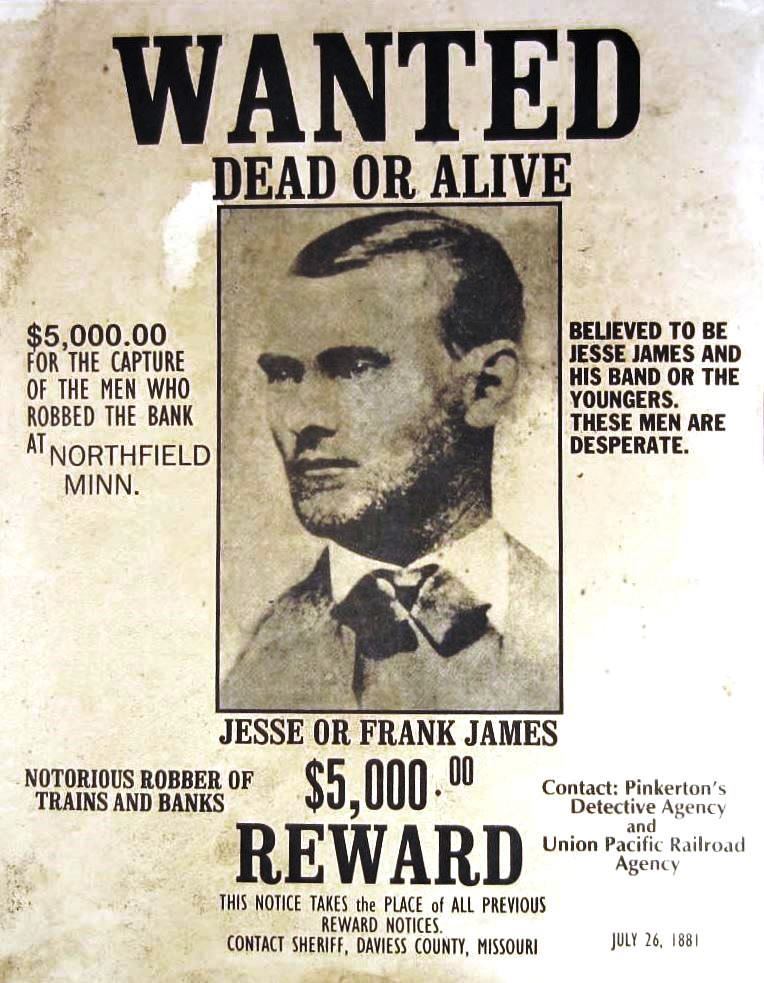 WANTED
DEAD OR ALIVE
$5,000.00
FOR THE CAPTURE
OF THE MEN WHO
ROBBED THE BANK
AT NORTHFIELD
MINN.
BELIEVED TO BE
JESSE JAMES AND
HIS BAND OR THE
YOUNGERS.
THESE MEN ARE
DESPERATE.
JESSE OR FRANK JAMES
NOTORIOUS ROBBER OF
TRAINS AND BANKS
$5,000.00
REWARD
Contact: Pinkerton's
Detective Agency
and
Union Pacific Railroad
Agency
THIS NOTICE TAKES the PLACE of ALL PREVIOUS
REWARD NOTICES.
CONTACT SHERIFF, DAVIESS COUNTY, MISSOURI
JULY 26, 1881